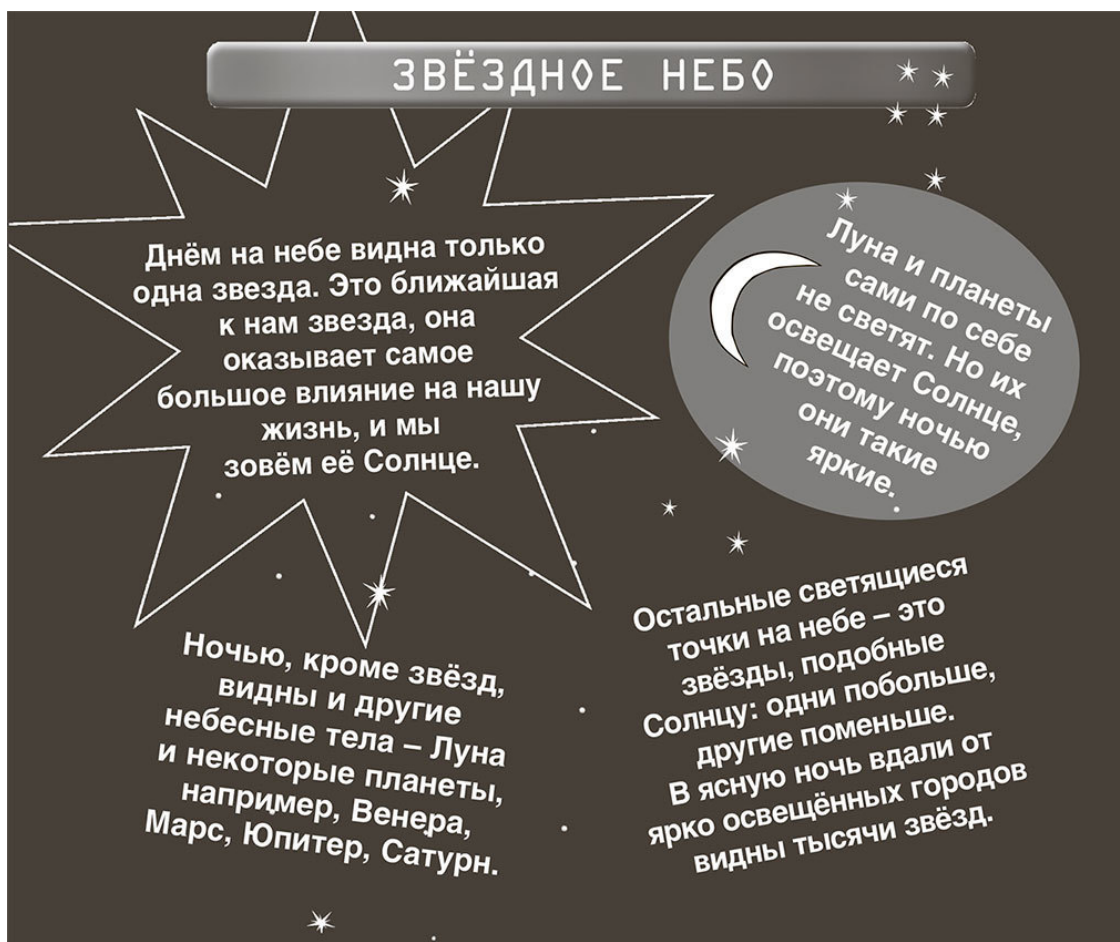 ЗВЁЗДНОЕ НЕБО
Днём на небе видна только
одна звезда. Это ближайшая
к нам звезда, она
оказывает самое
большое влияние на нашу
жизнь, и мы
зовём её Солнце.
Луна и планеты
сами по себе
не светят. Но их
освещает Солнце,
поэтому ночью
они такие
яркие.
Ночью, кроме звёзд,
видны и другие
небесные тела – Луна
и некоторые планеты,
например, Венера,
Марс, Юпитер, Сатурн.
Остальные светящиеся
точки на небе – это
звёзды, подобные
Солнцу: одни побольше,
другие поменьше.
В ясную ночь вдали от
ярко освещённых городов
видны тысячи звёзд.